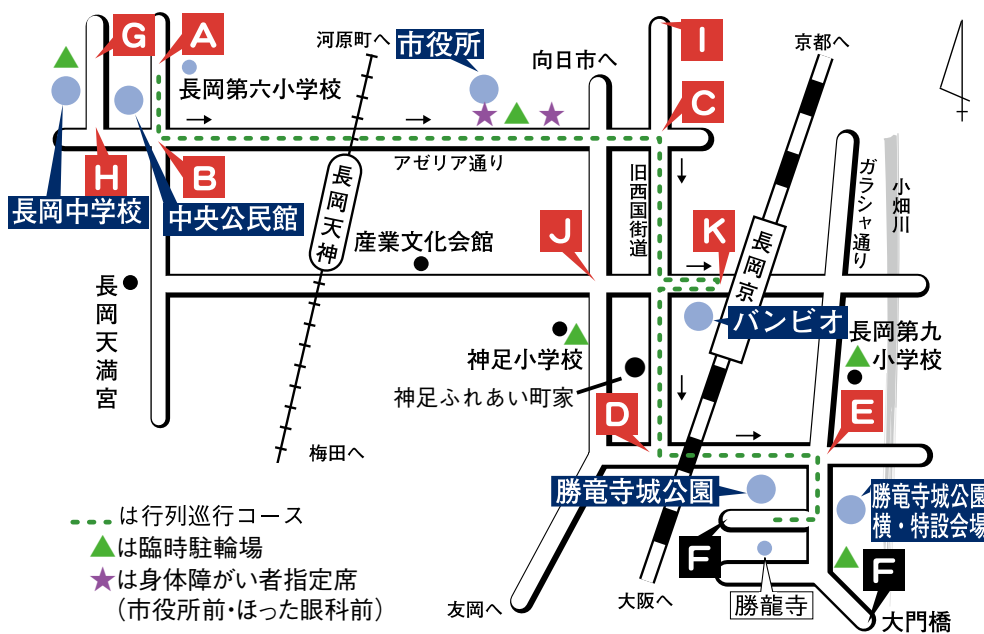 G
A
I
河原町へ
市役所
向日市へ
京都へ
長岡第六小学校
C
アゼリア通り
H
B
長岡中学校
中央公民館
長岡天神
旧西国街道
ガラシャ通り
小畑川
産業文化会館
J
K
長岡京
長岡天満宮
バンビオ
長岡第九
小学校
神足小学校
神足ふれあい町家
D
E
梅田へ
勝竜寺城公園
勝竜寺城公園
横・特設会場
は行列巡行コース
は臨時駐輪場
は身体障がい者指定席
(市役所前・ほった眼科前)
F
F
友岡へ
大阪へ
勝龍寺
大門橋